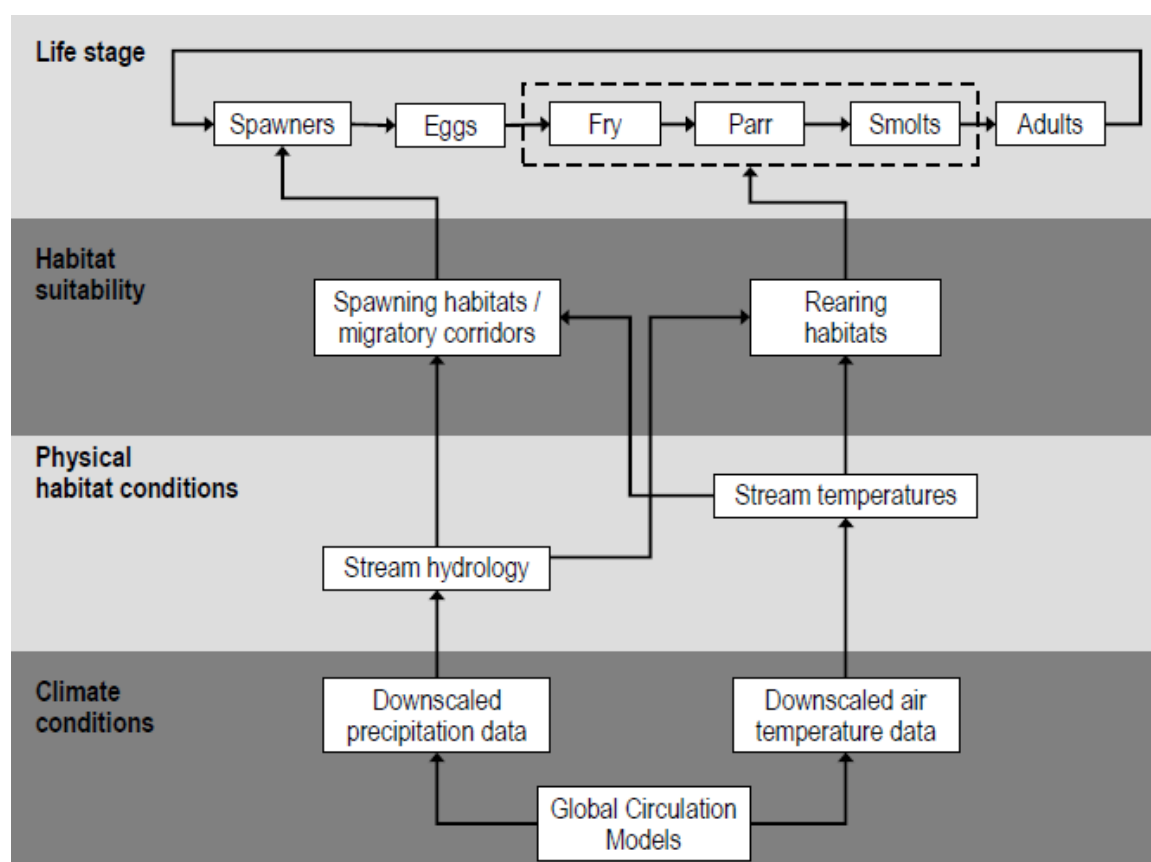 Life stage
Spawners
Eggs
Fry
Parr
Smolts
Adults
Habitat
suitability
Spawning habitats /
migratory corridors
Rearing
habitats
Physical
habitat conditions
Stream temperatures
Stream hydrology
Climate
conditions
Downscaled
precipitation data
Downscaled air
temperature data
Global Circulation
Models